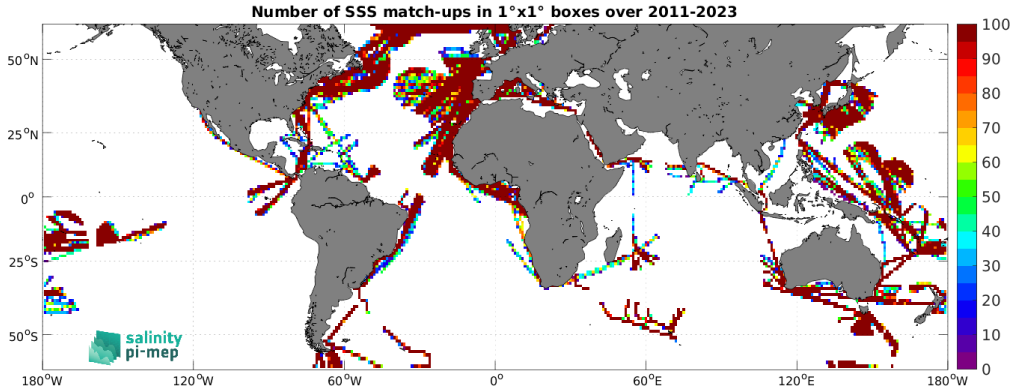 Number of SSS match-ups in 1°x1° boxes over 2011-2023
100
90
80
70
60
50
40
30
20
10
0
50°N
25°N
0°
25°S
50°S
salinity
pi-mep
180°W
120°W
60°W
0°
60°E
120°E
180°W